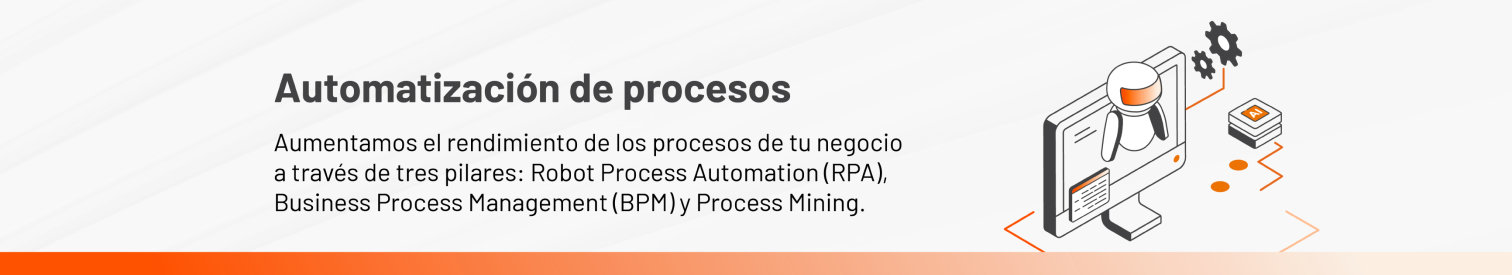 Automatización de procesos
Aumentamos el rendimiento de los procesos de tu negocio
a través de tres pilares: Robot Process Automation (RPA),
Business Process Management (BPM) y Process Mining.
AI